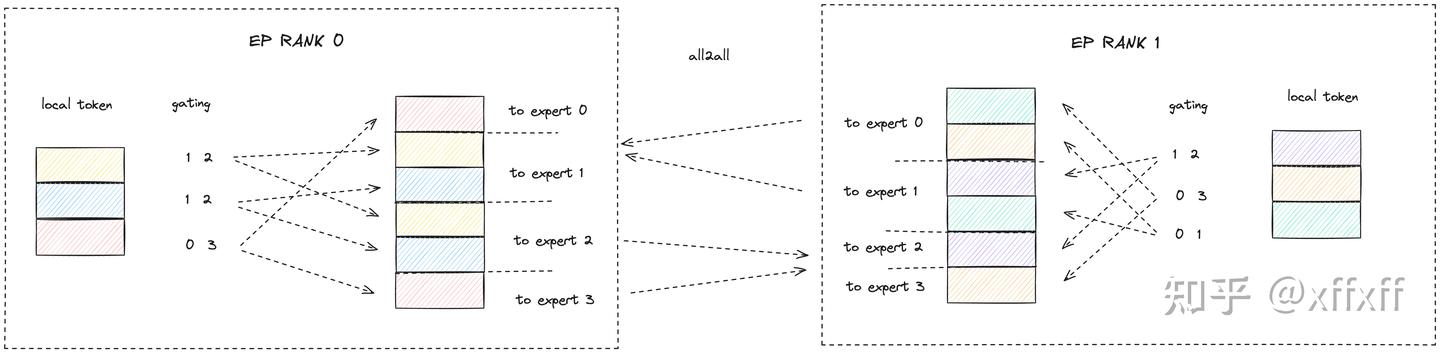 EP RANK 0
local token
gating
1 2
1 2
0 3
to expert 0
to expert 1
to expert 2
to expert 3
all2all
EP RANK 1
to expert 0
to expert 1
to expert 2
to expert 3
gating
1 2
0 3
0 1
local token
知乎 @xffxff